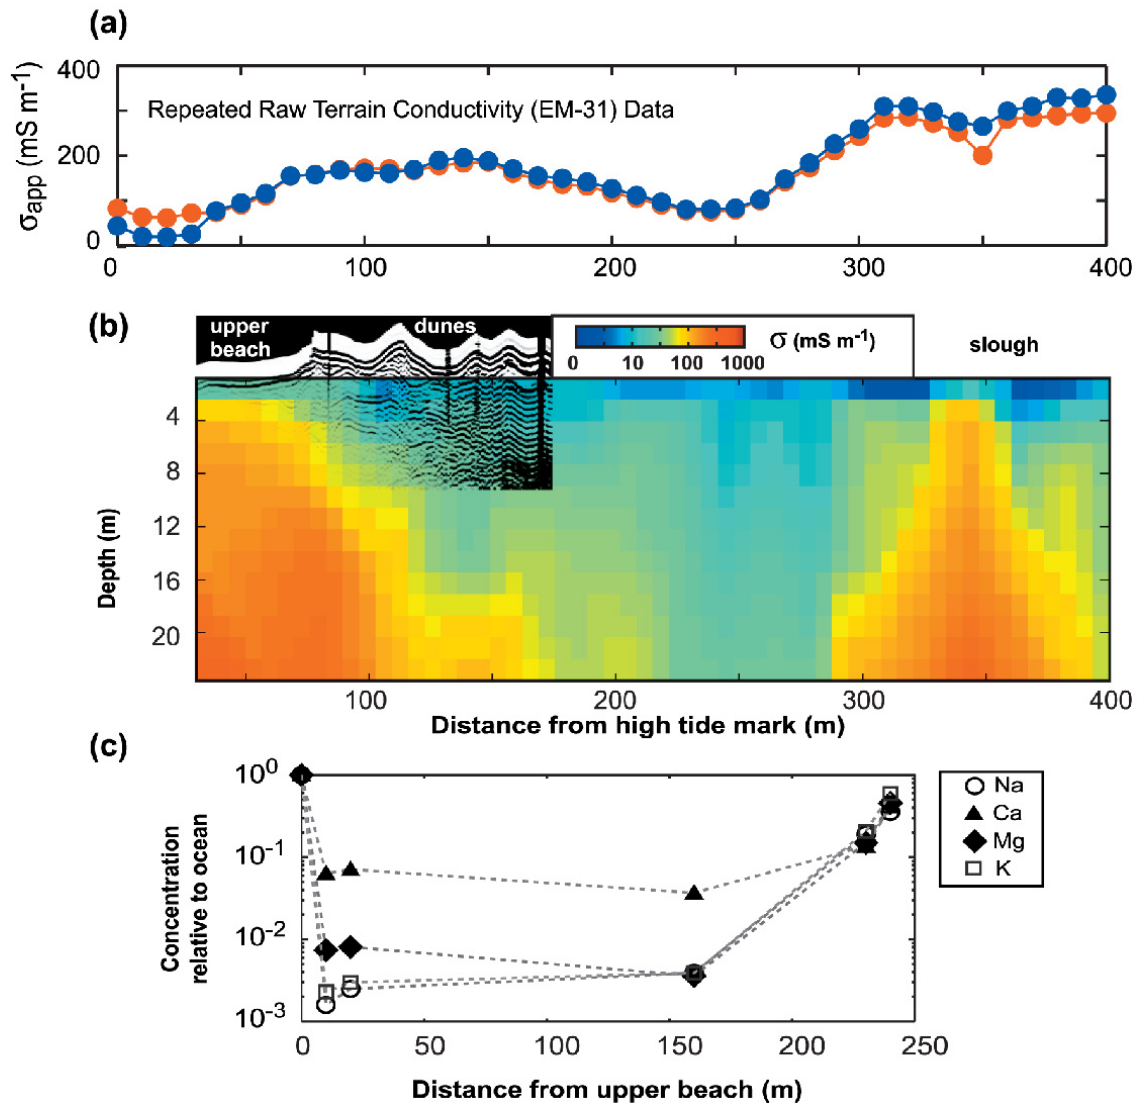 (a)
400
200
0
σapp (mS m-1)
Repeated Raw Terrain Conductivity (EM-31) Data
0
100
200
300
400
(b)
upper
beach
dunes
σ (mS m-1)
0
10
100
1000
slough
4
8
12
16
20
Depth (m)
100
200
300
400
Distance from high tide mark (m)
(c)
10^0
10^-1
10^-2
10^-3
Concentration
relative to ocean
0
50
100
150
200
250
Distance from upper beach (m)
Na
Ca
Mg
K